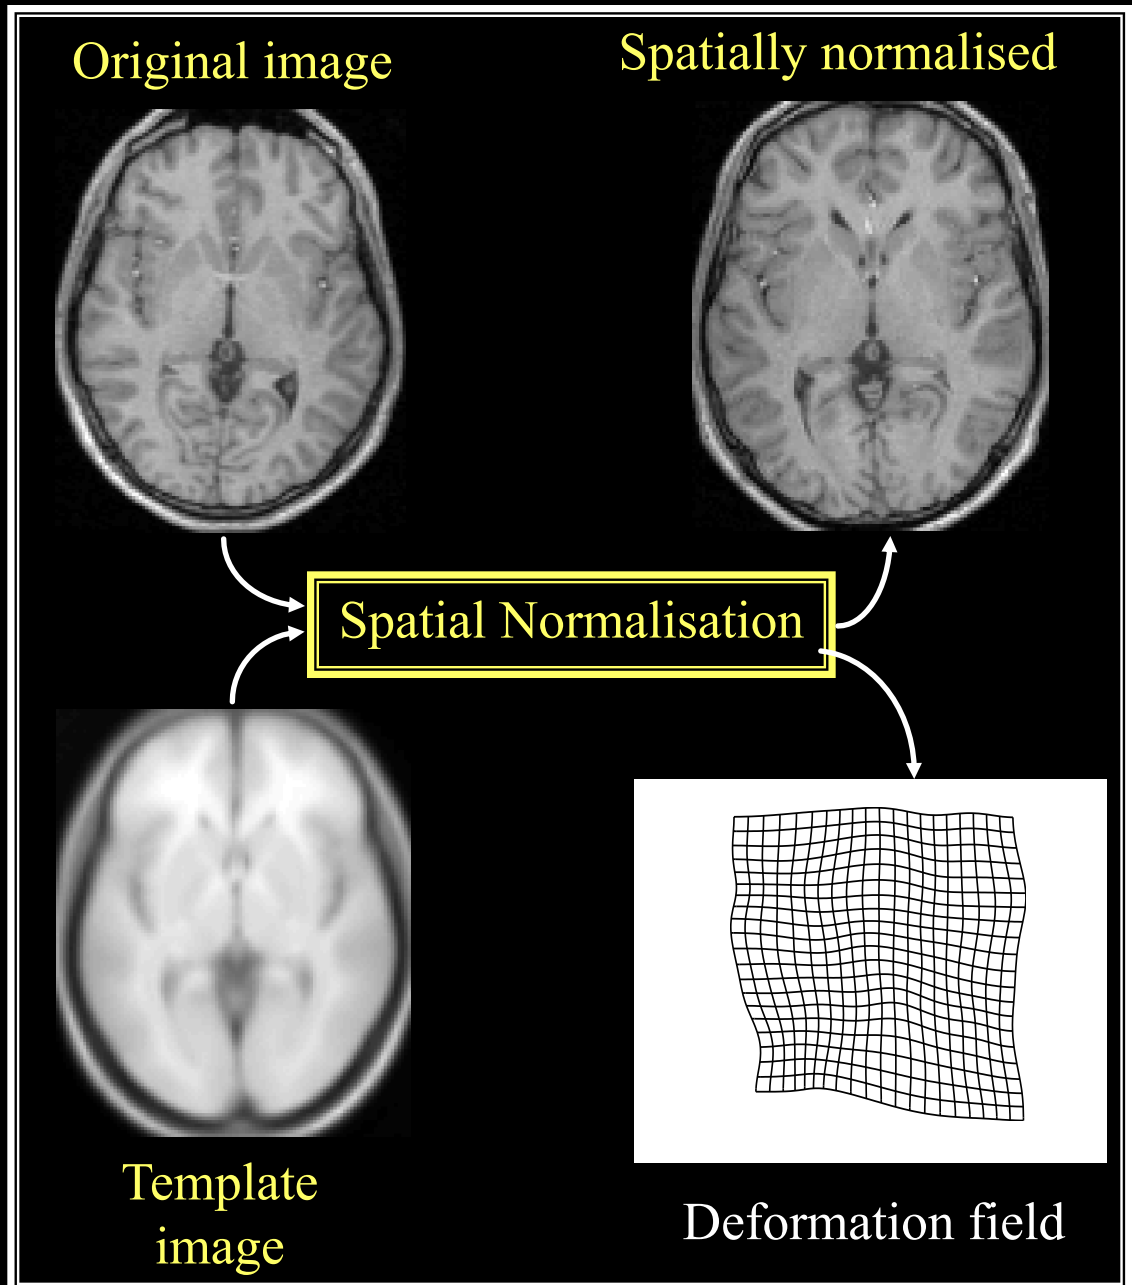 Original image
Spatially normalised
Spatial Normalisation
Template
image
Deformation field